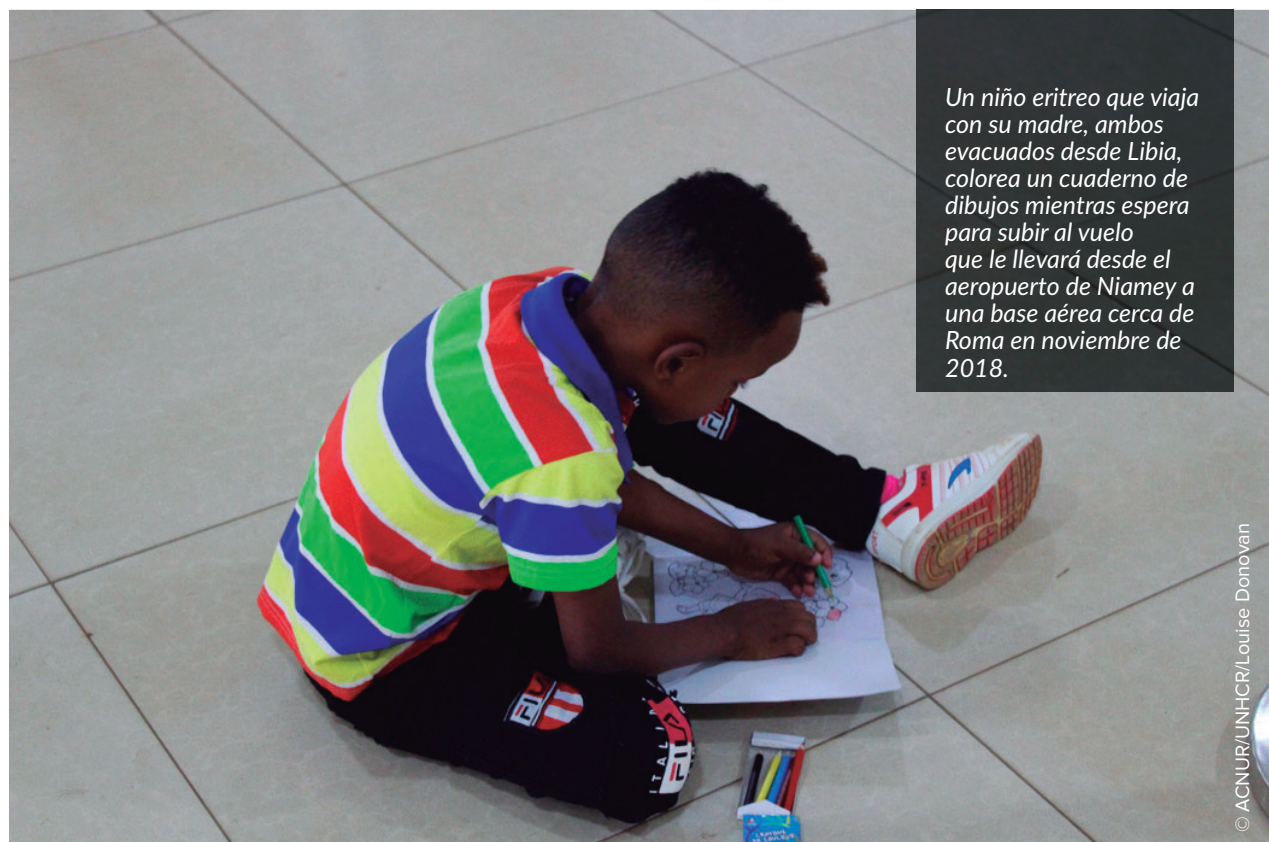 Un niño eritreo que viaja
con su madre, ambos
evacuados desde Libia,
colorea un cuaderno de
dibujos mientras espera
para subir al vuelo
que le llevará desde el
aeropuerto de Niamey a
una base aérea cerca de
Roma en noviembre de
2018.
© ACNUR/UNHCR/Louise Donovan
FILA
FILA
ITALIA
FILA